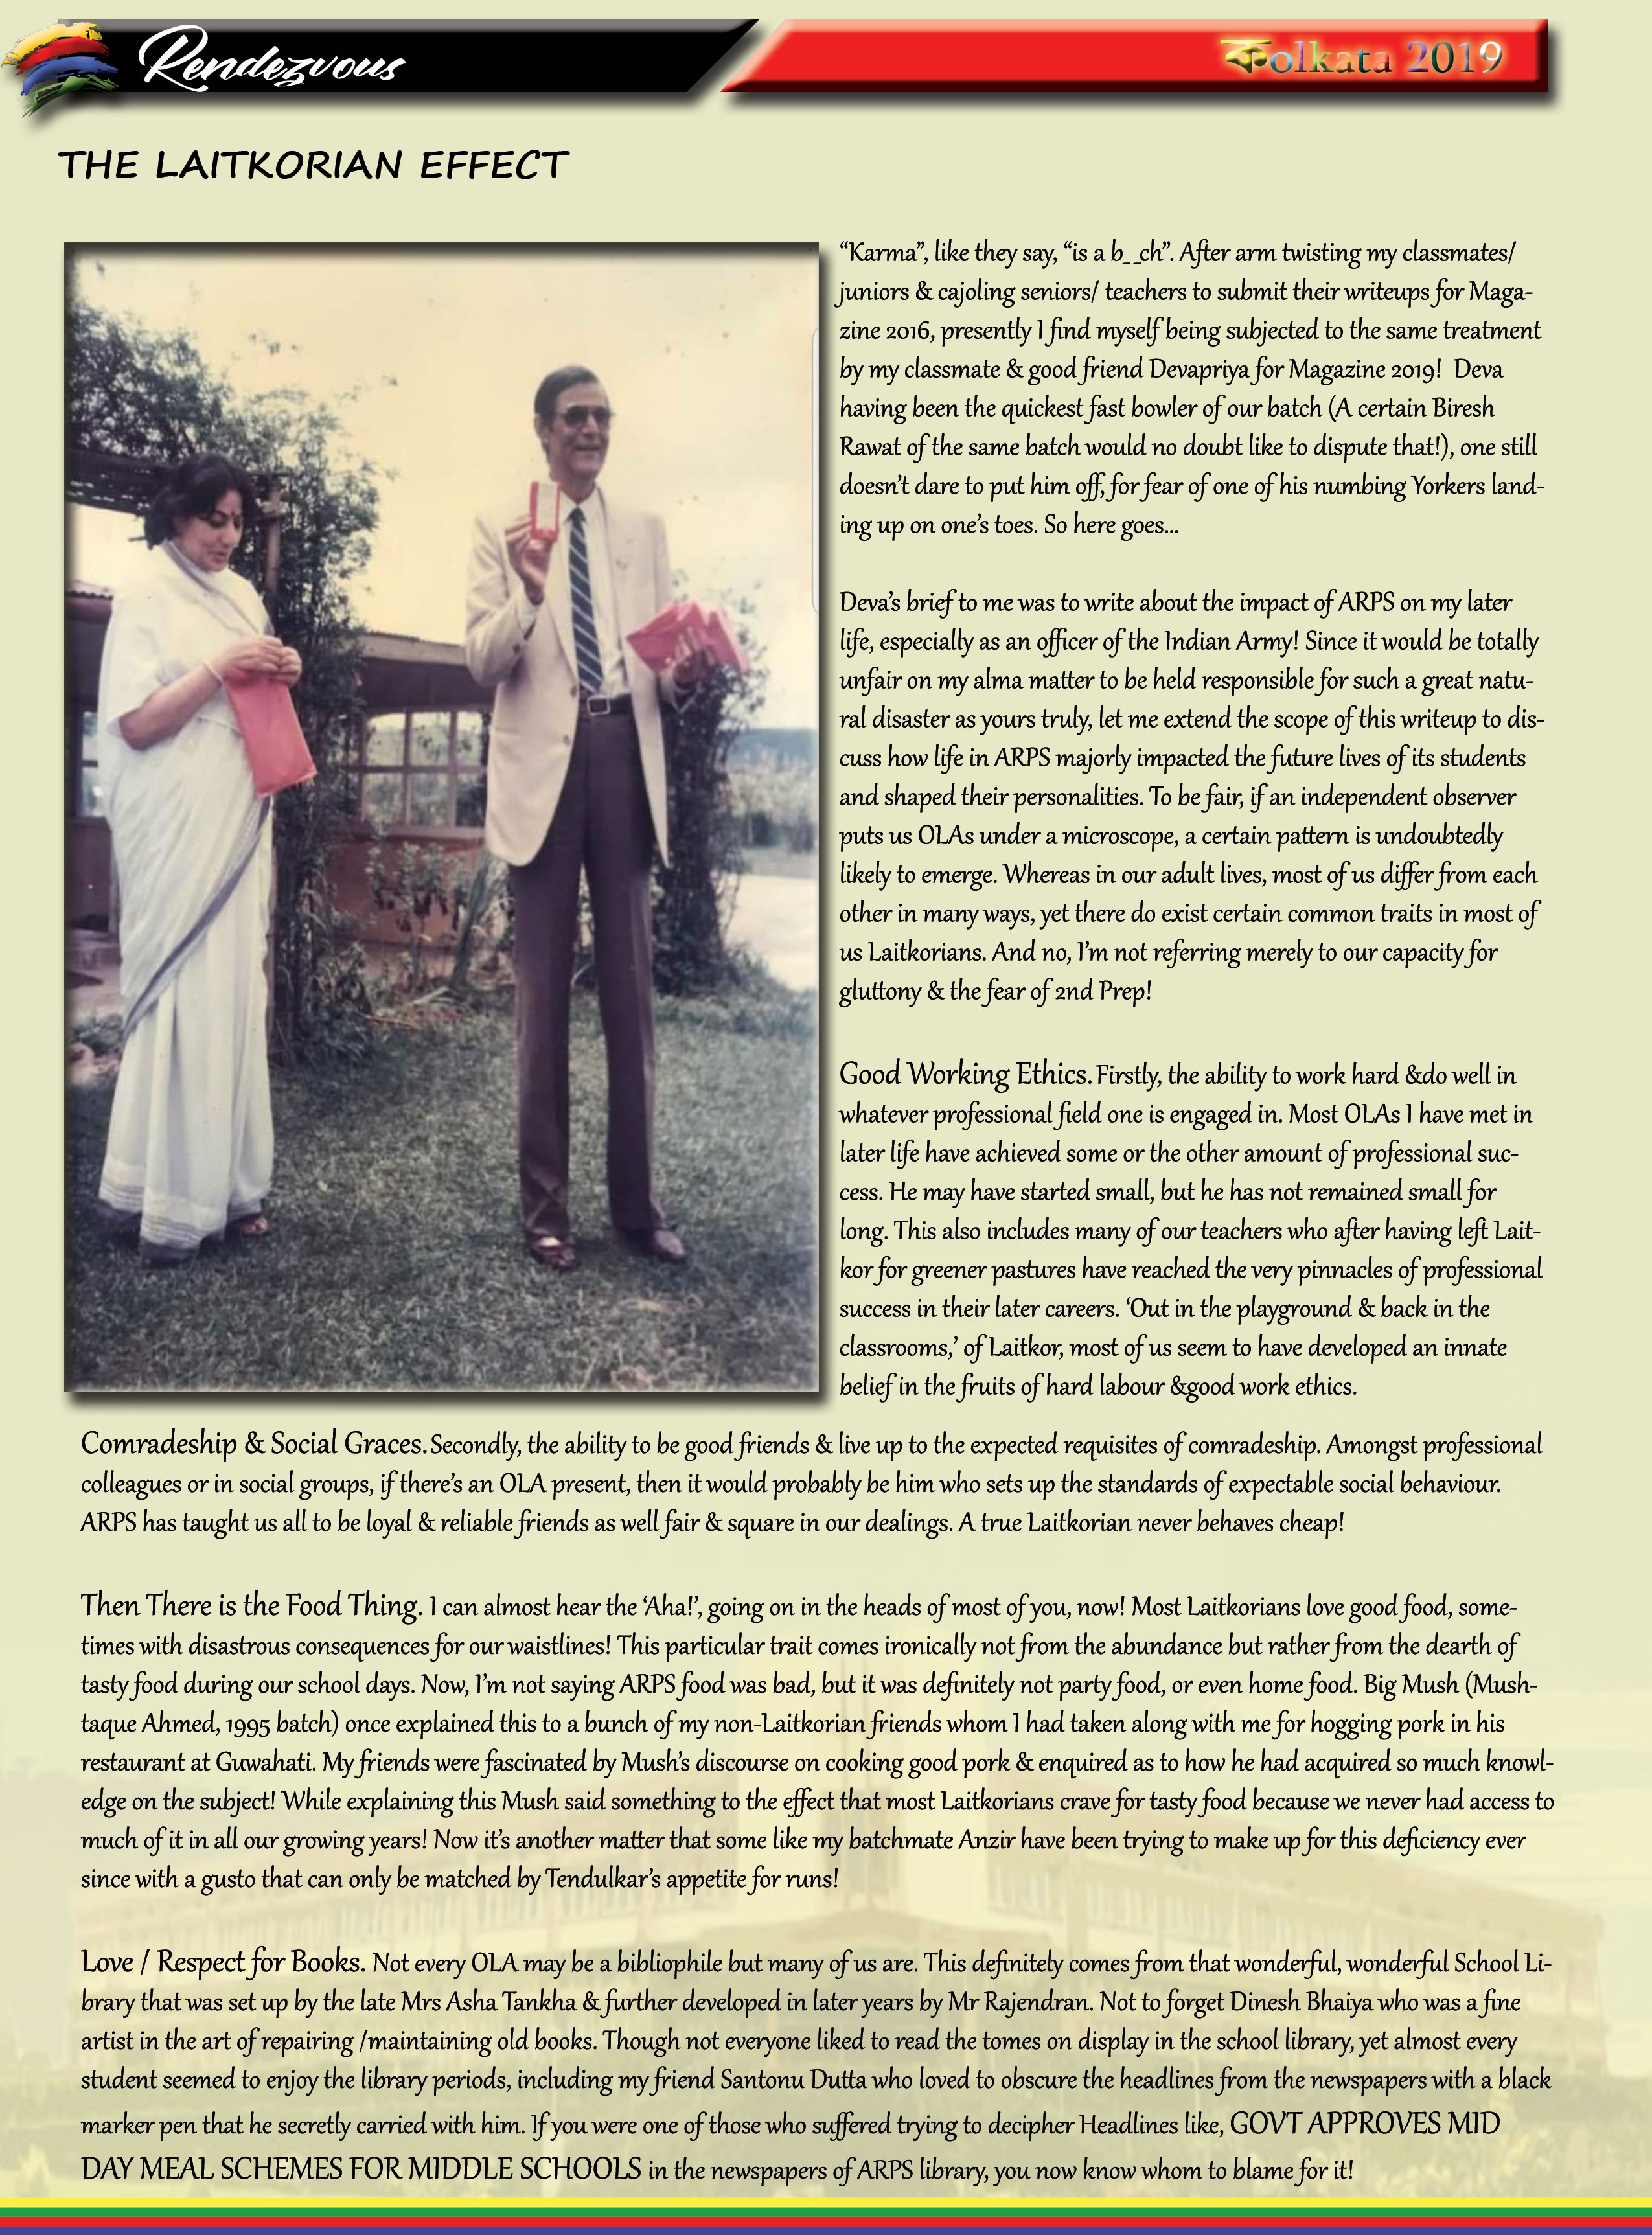 Rendezvous
কolkata 2019
THE LAITKORIAN EFFECT
“Karma”, like they say, “is a b_ _ch”. After arm twisting my classmates/
juniors & cajoling seniors/ teachers to submit their writeups for Maga-
zine 2016, presently I find myself being subjected to the same treatment
by my classmate & good friend Devapriya for Magazine 2019!  Deva
having been the quickest fast bowler of our batch (A certain Biresh
Rawat of the same batch would no doubt like to dispute that!), one still
doesn’t dare to put him off, for fear of one of his numbing Yorkers land-
ing up on one’s toes. So here goes...
Deva’s brief to me was to write about the impact of ARPS on my later
life, especially as an officer of the Indian Army! Since it would be totally
unfair on my alma matter to be held responsible for such a great natu-
ral disaster as yours truly, let me extend the scope of this writeup to dis-
cuss how life in ARPS majorly impacted the future lives of its students
and shaped their personalities. To be fair, if an independent observer
puts us OLAs under a microscope, a certain pattern is undoubtedly
likely to emerge. Whereas in our adult lives, most of us differ from each
other in many ways, yet there do exist certain common traits in most of
us Laitkorians. And no, I’m not referring merely to our capacity for
gluttony & the fear of 2nd Prep!
Good Working Ethics. Firstly, the ability to work hard &do well in
whatever professional field one is engaged in. Most OLAs I have met in
later life have achieved some or the other amount of professional suc-
cess. He may have started small, but he has not remained small for
long. This also includes many of our teachers who after having left Lait-
kor for greener pastures have reached the very pinnacles of professional
success in their later careers. ‘Out in the playground & back in the
classrooms,’ of Laitkor, most of us seem to have developed an innate
belief in the fruits of hard labour &good work ethics.
Comradeship & Social Graces. Secondly, the ability to be good friends & live up to the expected requisites of comradeship. Amongst professional
colleagues or in social groups, if there’s an OLA present, then it would probably be him who sets up the standards of expectable social behaviour.
ARPS has taught us all to be loyal & reliable friends as well fair & square in our dealings. A true Laitkorian never behaves cheap!
Then There is the Food Thing. I can almost hear the ‘Aha!’, going on in the heads of most of you, now! Most Laitkorians love good food, some-
times with disastrous consequences for our waistlines! This particular trait comes ironically not from the abundance but rather from the dearth of
tasty food during our school days. Now, I’m not saying ARPS food was bad, but it was definitely not party food, or even home food. Big Mush (Mush-
taque Ahmed, 1995 batch) once explained this to a bunch of my non-Laitkorian friends whom I had taken along with me for hogging pork in his
restaurant at Guwahati. My friends were fascinated by Mush’s discourse on cooking good pork & enquired as to how he had acquired so much knowl-
edge on the subject! While explaining this Mush said something to the effect that most Laitkorians crave for tasty food because we never had access to
much of it in all our growing years! Now it’s another matter that some like my batchmate Anzir have been trying to make up for this deficiency ever
since with a gusto that can only be matched by Tendulkar’s appetite for runs!
Love / Respect for Books. Not every OLA may be a bibliophile but many of us are. This definitely comes from that wonderful, wonderful School Li-
brary that was set up by the late Mrs Asha Tankha & further developed in later years by Mr Rajendran. Not to forget Dinesh Bhaiya who was a fine
artist in the art of repairing /maintaining old books. Though not everyone liked to read the tomes on display in the school library, yet almost every
student seemed to enjoy the library periods, including my friend Santonu Dutta who loved to obscure the headlines from the newspapers with a black
marker pen that he secretly carried with him. If you were one of those who suffered trying to decipher Headlines like, GOVT APPROVES MID
DAY MEAL SCHEMES FOR MIDDLE SCHOOLS in the newspapers of ARPS library, you now know whom to blame for it!